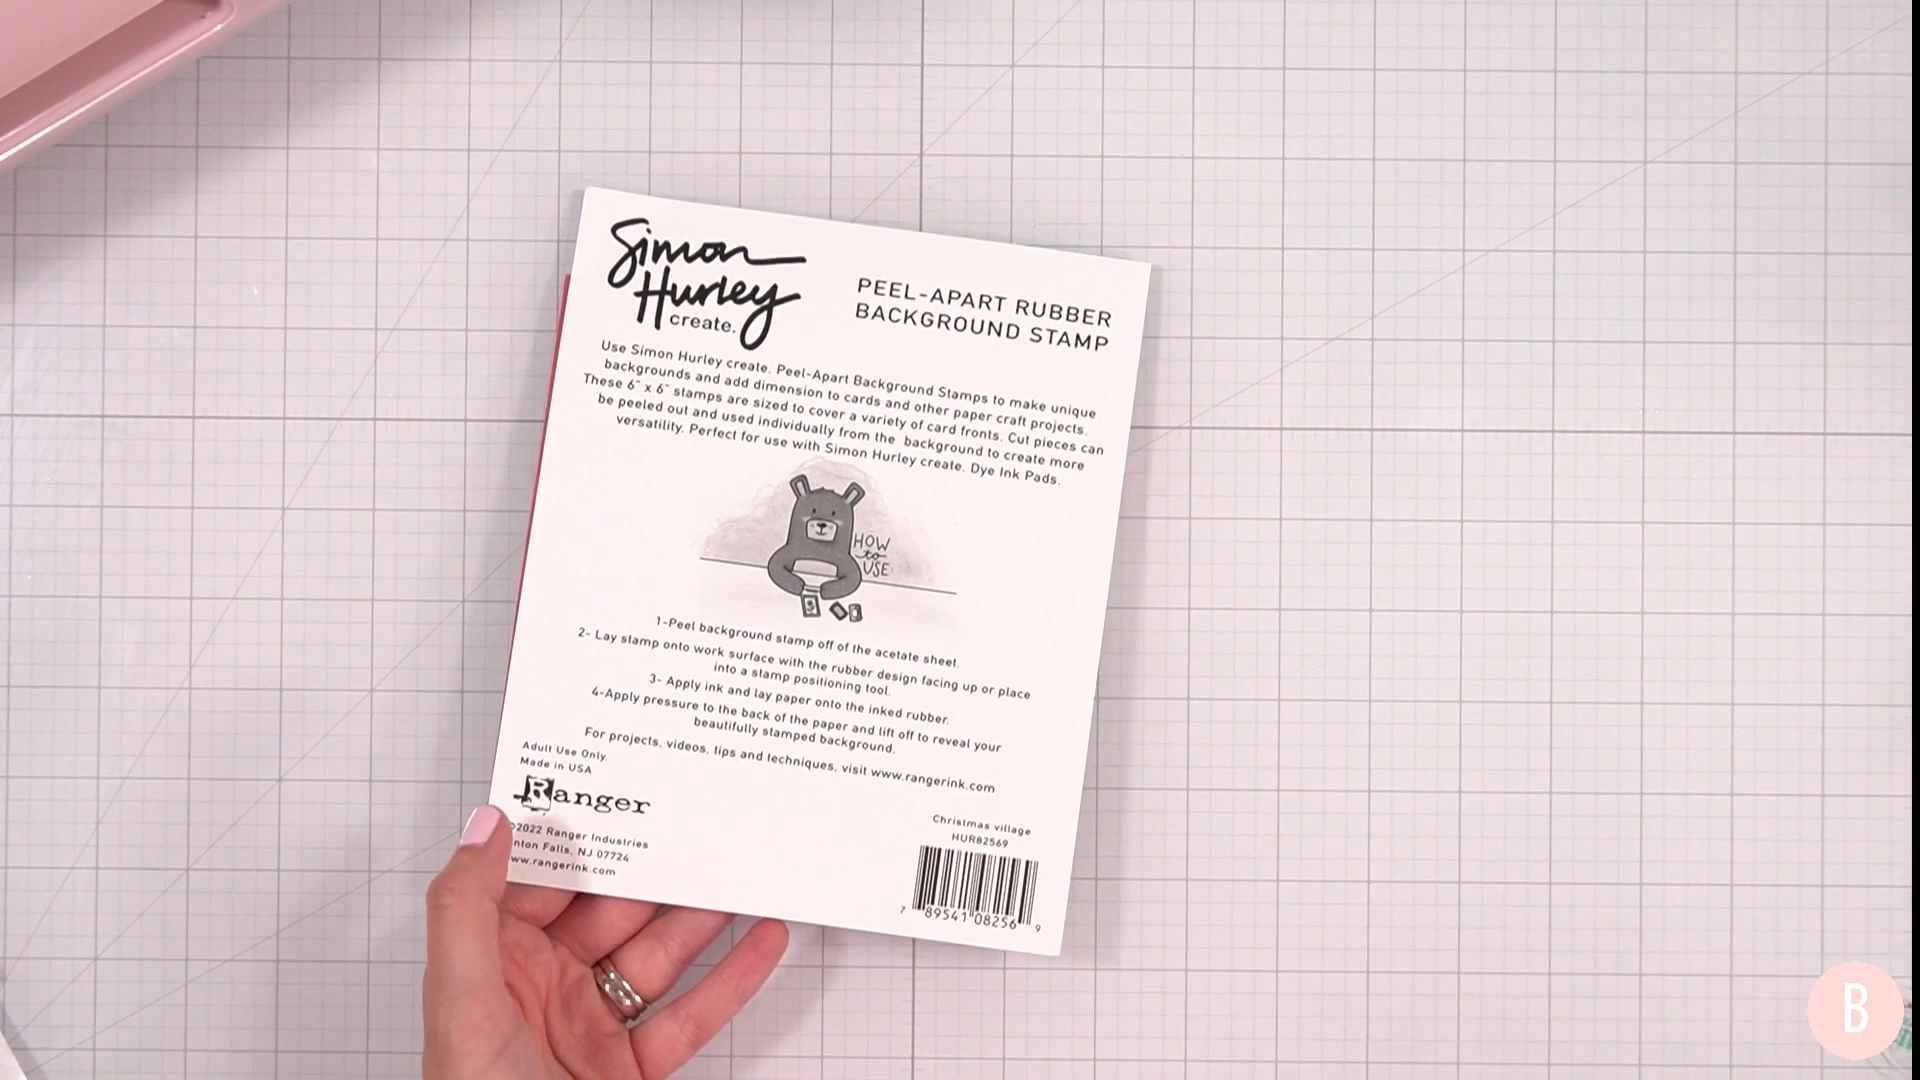 Simon
Hurley
create.
PEEL-APART RUBBER
BACKGROUND STAMP
Use Simon Hurley create. Peel-Apart Background Stamps to make unique
backgrounds and add dimension to cards and other paper craft projects.
These 6" x 6" stamps are sized to cover a variety of card fronts. Cut pieces can
be peeled out and used individually from the background to create more
versatility. Perfect for use with Simon Hurley create. Dye Ink Pads.
HOW
to
USE
1-Peel background stamp off of the acetate sheet.
2- Lay stamp onto work surface with the rubber design facing up or place
into a stamp positioning tool.
3- Apply ink and lay paper onto the inked rubber.
4-Apply pressure to the back of the paper and lift off to reveal your
beautifully stamped background.
For projects, videos, tips and techniques, visit www.rangerink.com
Adult Use Only.
Made in USA
Ranger
©2022 Ranger Industries
nton Falls, NJ 07724
ww.rangerink.com
Christmas village
HUR82569
7 89541 08256 9
B